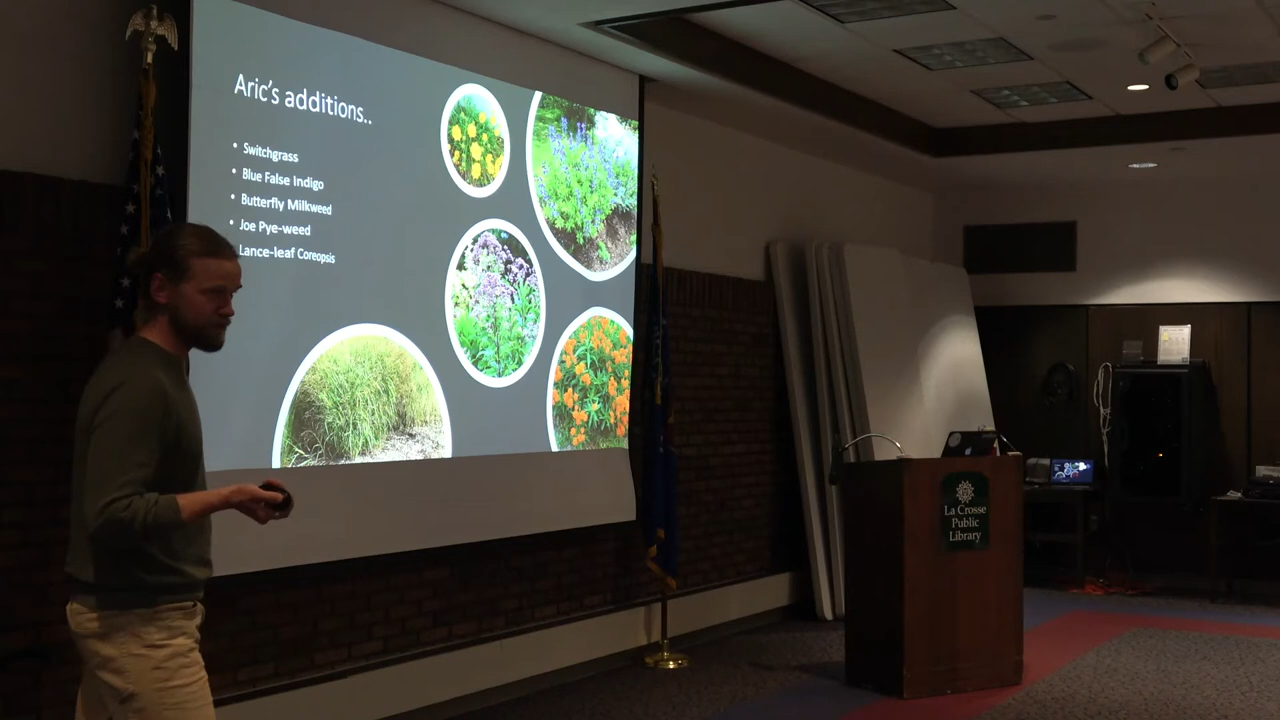 Aric's additions..
• Switchgrass
• Blue False Indigo
• Butterfly Milkweed
• Joe Pye-weed
Lance-leaf Coreopsis
La Crosse
Public
Library